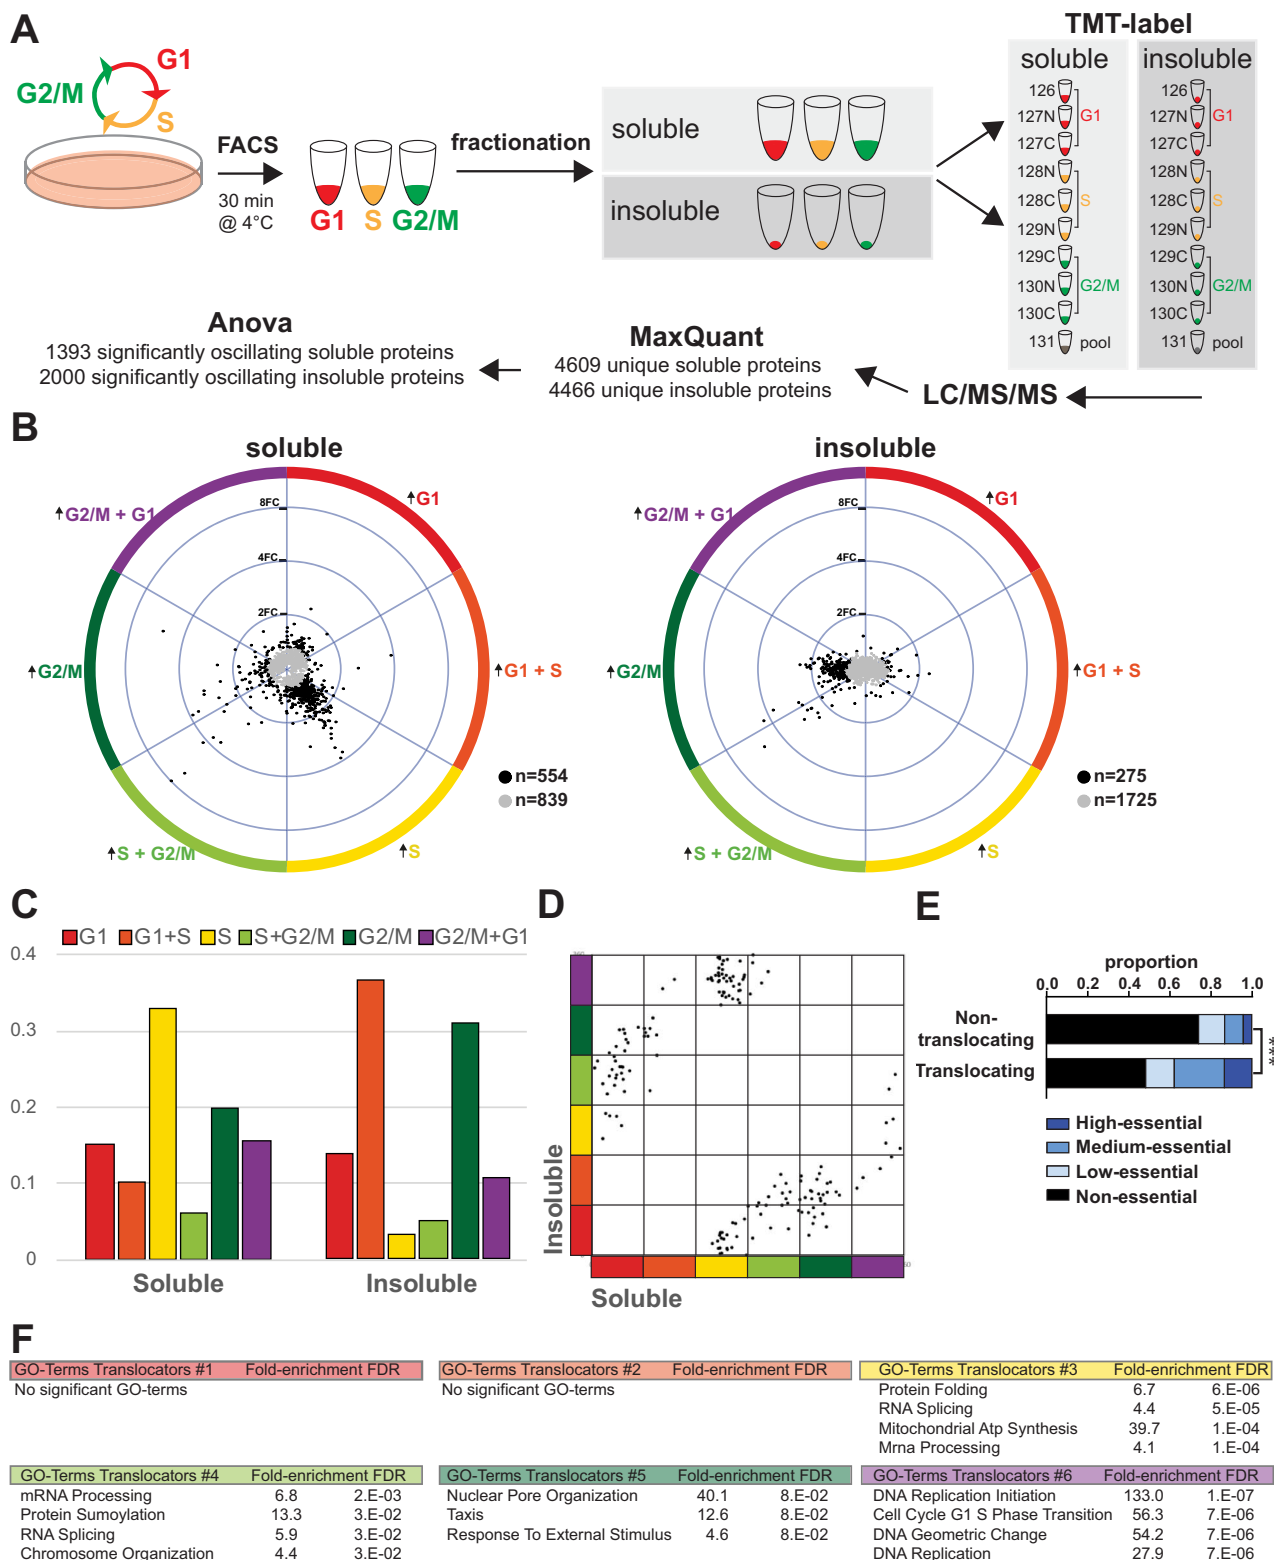 A
TMT-label
G1
G2/M
S
FACS
30 min
@ 4°C
G1 S G2/M
fractionation
soluble
insoluble
soluble
126
127N
127C
G1
128N
128C
129N
S
129C
130N
130C
G2/M
131 pool
insoluble
126
127N
127C
G1
128N
128C
129N
S
129C
130N
130C
G2/M
131 pool
LC/MS/MS
MaxQuant
4609 unique soluble proteins
4466 unique insoluble proteins
Anova
1393 significantly oscillating soluble proteins
2000 significantly oscillating insoluble proteins
B
soluble
G1
G1 + S
S
S + G2/M
G2/M
G2/M + G1
8FC
4FC
2FC
n=554
n=839
insoluble
G1
G1 + S
S
S + G2/M
G2/M
G2/M + G1
8FC
4FC
2FC
n=275
n=1725
C
G1 G1+S S S+G2/M G2/M G2/M+G1
0.4
0.3
0.2
0.1
0
Soluble Insoluble
D
Insoluble
Soluble
E
proportion
0.0 0.2 0.4 0.6 0.8 1.0
Non-
translocating
Translocating
***
High-essential
Medium-essential
Low-essential
Non-essential
F
GO-Terms Translocators #1 Fold-enrichment FDR
No significant GO-terms
GO-Terms Translocators #2 Fold-enrichment FDR
No significant GO-terms
GO-Terms Translocators #3 Fold-enrichment FDR
Protein Folding 6.7 6.E-06
RNA Splicing 4.4 5.E-05
Mitochondrial Atp Synthesis 39.7 1.E-04
Mrna Processing 4.1 1.E-04
GO-Terms Translocators #4 Fold-enrichment FDR
mRNA Processing 6.8 2.E-03
Protein Sumoylation 13.3 3.E-02
RNA Splicing 5.9 3.E-02
Chromosome Organization 4.4 3.E-02
GO-Terms Translocators #5 Fold-enrichment FDR
Nuclear Pore Organization 40.1 8.E-02
Taxis 12.6 8.E-02
Response To External Stimulus 4.6 8.E-02
GO-Terms Translocators #6 Fold-enrichment FDR
DNA Replication Initiation 133.0 1.E-07
Cell Cycle G1 S Phase Transition 56.3 7.E-06
DNA Geometric Change 54.2 7.E-06
DNA Replication 27.9 7.E-06